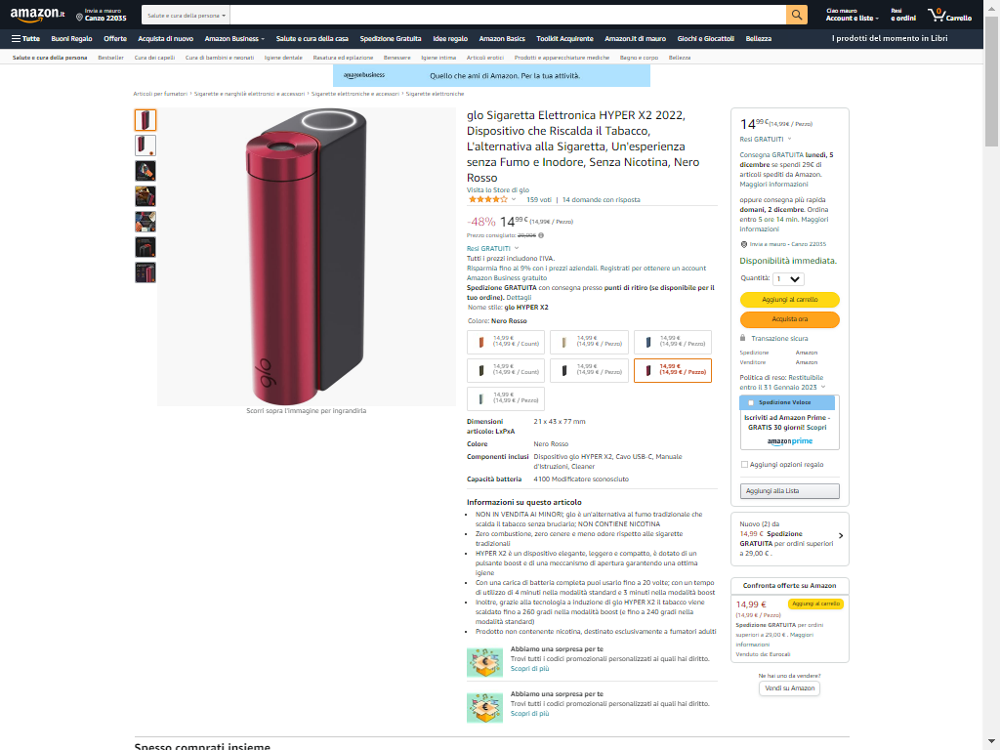 amazon.it
Invia a mauro
Canzo 22035
Salute e cura della persona
Ciao mauro
Account e liste
Resi
e ordini
0
Carrello
Tutte
Buoni Regalo
Offerte
Acquista di nuovo
Amazon Business
Salute e cura della casa
Spedizione Gratuita
Idee regalo
Amazon Basics
Toolkit Acquirente
Amazon.it di mauro
Giochi e Giocattoli
Bellezza
I prodotti del momento in Libri
Salute e cura della persona
Bestseller
Cura dei capelli
Cura di bambini e neonati
Igiene dentale
Rasatura ed epilazione
Benessere
Igiene intima
Articoli erotici
Prodotti e apparecchiature mediche
Bagno e corpo
Bellezza
amazon business
Quello che ami di Amazon. Per la tua attività.
Articoli per fumatori › Sigarette e narghilè elettronici e accessori › Sigarette elettroniche e accessori › Sigarette elettroniche
glo
Scorri sopra l'immagine per ingrandirla
glo Sigaretta Elettronica HYPER X2 2022,
Dispositivo che Riscalda il Tabacco,
L'alternativa alla Sigaretta, Un'esperienza
senza Fumo e Inodore, Senza Nicotina, Nero
Rosso
Visita lo Store di glo
159 voti | 14 domande con risposta
-48% 14,99 € (14,99€ / Pezzo)
Prezzo consigliato: 29,00€
Resi GRATUITI
Tutti i prezzi includono l'IVA.
Risparmia fino al 9% con i prezzi aziendali. Registrati per ottenere un account
Amazon Business gratuito
Spedizione GRATUITA con consegna presso punti di ritiro (se disponibile per il
tuo ordine). Dettagli
Nome stile: glo HYPER X2
Colore: Nero Rosso
14,99 €
(14,99 € / Count)
14,99 €
(14,99 € / Pezzo)
14,99 €
(14,99 € / Pezzo)
14,99 €
(14,99 € / Count)
14,99 €
(14,99 € / Pezzo)
14,99 €
(14,99 € / Pezzo)
14,99 €
(14,99 € / Pezzo)
Dimensioni articolo: LxPxA 21 x 43 x 77 mm
Colore Nero Rosso
Componenti inclusi Dispositivo glo HYPER X2, Cavo USB-C, Manuale
d'Istruzioni, Cleaner
Capacità batteria 4100 Modificatore sconosciuto
Informazioni su questo articolo
NON IN VENDITA AI MINORI; glo è un'alternativa al fumo tradizionale che
scalda il tabacco senza bruciarlo; NON CONTIENE NICOTINA
Zero combustione, zero cenere e meno odore rispetto alle sigarette
tradizionali
HYPER X2 è un dispositivo elegante, leggero e compatto, è dotato di un
pulsante boost e di una meccanismo di apertura garantendo una ottima
igiene
Con una carica di batteria completa puoi usarlo fino a 20 volte; con un tempo
di utilizzo di 4 minuti nella modalità standard e 3 minuti nella modalità boost
Inoltre, grazie alla tecnologia a induzione di glo HYPER X2 il tabacco viene
scaldato fino a 260 gradi nella modalità boost (e fino a 240 gradi nella
modalità standard)
Prodotto non contenente nicotina, destinato esclusivamente a fumatori adulti
Abbiamo una sorpresa per te
Trovi tutti i codici promozionali personalizzati ai quali hai diritto.
Scopri di più
Abbiamo una sorpresa per te
Trovi tutti i codici promozionali personalizzati ai quali hai diritto.
Scopri di più
14,99 € (14,99€ / Pezzo)
Resi GRATUITI
Consegna GRATUITA lunedì, 5
dicembre se spendi 29€ di
articoli spediti da Amazon.
Maggiori informazioni
oppure consegna più rapida
domani, 2 dicembre. Ordina
entro 5 ore 14 min. Maggiori
informazioni
Invia a mauro - Canzo 22035
Disponibilità immediata.
Quantità: 1
Aggiungi al carrello
Acquista ora
Transazione sicura
Spedizione Amazon
Venditore Amazon
Politica di reso: Restituibile
entro il 31 Gennaio 2023
Spedizione Veloce
Iscriviti ad Amazon Prime -
GRATIS 30 giorni! Scopri
amazon prime
Aggiungi opzioni regalo
Aggiungi alla Lista
Nuovo (2) da
14,99 € Spedizione
GRATUITA per ordini superiori
a 29,00 € .
Confronta offerte su Amazon
14,99 €
Aggiungi al carrello
(14,99 € / Pezzo)
Spedizione GRATUITA per ordini
superiori a 29,00 € . Maggiori
informazioni
Venduto da: Eurocali
Ne hai uno da vendere?
Vendi su Amazon
Spesso comprati insieme